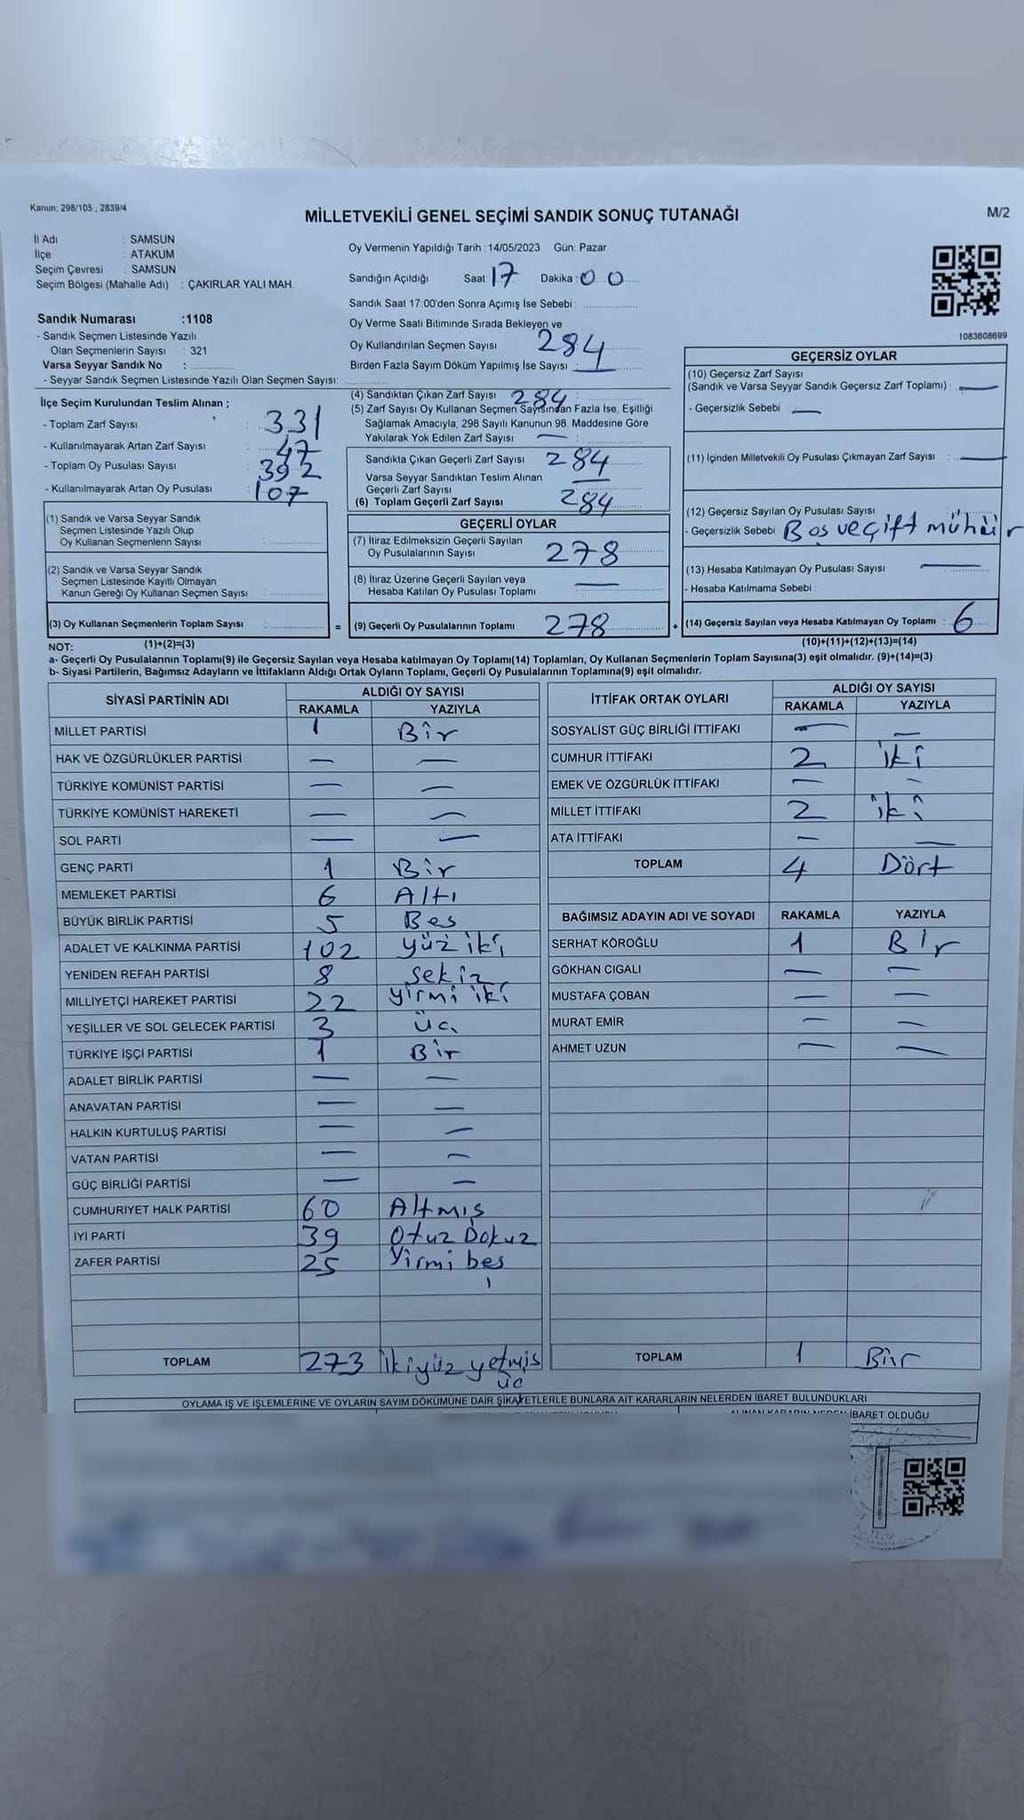 Kanun: 298/105 , 2839/4
MİLLETVEKİLİ GENEL SEÇİMİ SANDIK SONUÇ TUTANAĞI
M/2
İl Adı : SAMSUN
İlçe : ATAKUM
Seçim Çevresi : SAMSUN
Seçim Bölgesi (Mahalle Adı) : ÇAKIRLAR YALI MAH
Sandık Numarası :1108
- Sandık Seçmen Listesinde Yazılı
Olan Seçmenlerin Sayısı : 321
Varsa Seyyar Sandık No :
- Seyyar Sandık Seçmen Listesinde Yazılı Olan Seçmen Sayısı:
Oy Vermenin Yapıldığı Tarih :14/05/2023 Gün: Pazar
Sandığın Açıldığı Saat: 17 Dakika: 00
Sandık Saat 17:00'den Sonra Açımış İse Sebebi:
Oy Verme Saati Bitiminde Sırada Bekleyen ve
Oy Kullandırılan Seçmen Sayısı 284
Birden Fazla Sayım Döküm Yapılmış İse Sayısı
1083608699
İlçe Seçim Kurulundan Teslim Alınan ;
- Toplam Zarf Sayısı : 331
- Kullanılmayarak Artan Zarf Sayısı : 47
- Toplam Oy Pusulası Sayısı : 392
- Kullanılmayarak Artan Oy Pusulası : 107
(1) Sandık ve Varsa Seyyar Sandık
Seçmen Listesinde Yazılı Olup
Oy Kullanan Seçmenlerin Sayısı
(2) Sandık ve Varsa Seyyar Sandık
Seçmen Listesinde Kayıtlı Olmayan
Kanun Gereği Oy Kullanan Seçmen Sayısı
(3) Oy Kullanan Seçmenlerin Toplam Sayısı
=
(4) Sandıktan Çıkan Zarf Sayısı : 284
(5) Zarf Sayısı Oy Kullanan Seçmen Sayısından Fazla İse, Eşitliği
Sağlamak Amacıyla, 298 Sayılı Kanunun 98. Maddesine Göre
Yakılarak Yok Edilen Zarf Sayısı —
Sandıkta Çıkan Geçerli Zarf Sayısı 284
Varsa Seyyar Sandıktan Teslim Alınan
Geçerli Zarf Sayısı —
(6) Toplam Geçerli Zarf Sayısı 284
GEÇERLİ OYLAR
(7) İtiraz Edilmeksizin Geçerli Sayılan
Oy Pusulalarının Sayısı 278
(8) İtiraz Üzerine Geçerli Sayılan veya
Hesaba Katılan Oy Pusulası Toplamı —
(9) Geçerli Oy Pusulalarının Toplamı 278
+
GEÇERSİZ OYLAR
(10) Geçersiz Zarf Sayısı
(Sandık ve Varsa Seyyar Sandık Geçersiz Zarf Toplamı) : —
- Geçersizlik Sebebi : —
(11) İçinden Milletvekili Oy Pusulası Çıkmayan Zarf Sayısı : —
(12) Geçersiz Sayılan Oy Pusulası Sayısı :
- Geçersizlik Sebebi : Boş ve çift mühür
(13) Hesaba Katılmayan Oy Pusulası Sayısı : —
- Hesaba Katılmama Sebebi :
(14) Geçersiz Sayılan veya Hesaba Katılmayan Oy Toplamı : 6
NOT: (1)+(2)=(3)
(10)+(11)+(12)+(13)=(14)
a- Geçerli Oy Pusulalarının Toplamı(9) ile Geçersiz Sayılan veya Hesaba katılmayan Oy Toplamı(14) Toplamları, Oy Kullanan Seçmenlerin Toplam Sayısına(3) eşit olmalıdır. (9)+(14)=(3)
b- Siyasi Partilerin, Bağımsız Adayların ve İttifakların Aldığı Ortak Oyların Toplamı, Geçerli Oy Pusulalarının Toplamına(9) eşit olmalıdır.
SİYASİ PARTİNİN ADI ALDIĞI OY SAYISI
RAKAMLA YAZIYLA
MİLLET PARTİSİ 1 Bir
HAK VE ÖZGÜRLÜKLER PARTİSİ — —
TÜRKİYE KOMÜNİST PARTİSİ — —
TÜRKİYE KOMÜNİST HAREKETİ — —
SOL PARTİ — —
GENÇ PARTİ 1 Bir
MEMLEKET PARTİSİ 6 Altı
BÜYÜK BİRLİK PARTİSİ 5 Bes
ADALET VE KALKINMA PARTİSİ 102 yüz iki
YENİDEN REFAH PARTİSİ 8 sekiz
MİLLİYETÇİ HAREKET PARTİSİ 22 yirmi iki
YEŞİLLER VE SOL GELECEK PARTİSİ 3 üç
TÜRKİYE İŞÇİ PARTİSİ 1 Bir
ADALET BİRLİK PARTİSİ — —
ANAVATAN PARTİSİ — —
HALKIN KURTULUŞ PARTİSİ — —
VATAN PARTİSİ — —
GÜÇ BİRLİĞİ PARTİSİ — —
CUMHURİYET HALK PARTİSİ 60 Altmış
İYİ PARTİ 39 Otuz Dokuz
ZAFER PARTİSİ 25 Yirmi beş
TOPLAM 273 ikiyüz yetmiş
üç
İTTİFAK ORTAK OYLARI ALDIĞI OY SAYISI
RAKAMLA YAZIYLA
SOSYALİST GÜÇ BİRLİĞİ İTTİFAKI — —
CUMHUR İTTİFAKI 2 iki
EMEK VE ÖZGÜRLÜK İTTİFAKI — —
MİLLET İTTİFAKI 2 iki
ATA İTTİFAKI — —
TOPLAM 4 Dört
BAĞIMSIZ ADAYIN ADI VE SOYADI RAKAMLA YAZIYLA
SERHAT KÖROĞLU 1 Bir
GÖKHAN CIGALI — —
MUSTAFA ÇOBAN — —
MURAT EMİR — —
AHMET UZUN — —
TOPLAM 1 Bir
OYLAMA İŞ VE İŞLEMLERİNE VE OYLARIN SAYIM DÖKÜMÜNE DAİR ŞİKAYETLERLE BUNLARA AİT KARARLARIN NELERDEN İBARET BULUNDUKLARI
ALINAN KARARIN NEDEN İBARET OLDUĞU